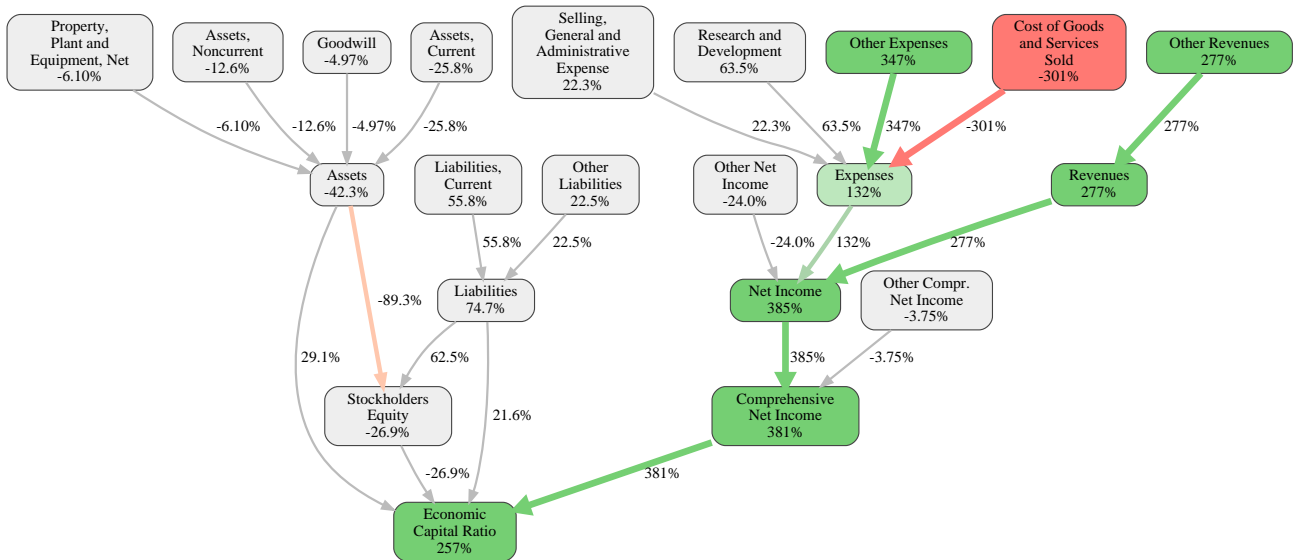 Property,
Plant and
Equipment, Net
-6.10%
Assets,
Noncurrent
-12.6%
Goodwill
-4.97%
Assets,
Current
-25.8%
Selling,
General and
Administrative
Expense
22.3%
Research and
Development
63.5%
Other Expenses
347%
Cost of Goods
and Services
Sold
-301%
Other Revenues
277%
-6.10%
-12.6%
-4.97%
-25.8%
22.3%
63.5%
347%
-301%
277%
Assets
-42.3%
Liabilities,
Current
55.8%
Other
Liabilities
22.5%
Other Net
Income
-24.0%
Expenses
132%
Revenues
277%
55.8%
22.5%
-24.0%
132%
277%
-89.3%
Liabilities
74.7%
Net Income
385%
Other Compr.
Net Income
-3.75%
29.1%
62.5%
385%
-3.75%
Stockholders
Equity
-26.9%
21.6%
Comprehensive
Net Income
381%
-26.9%
381%
Economic
Capital Ratio
257%